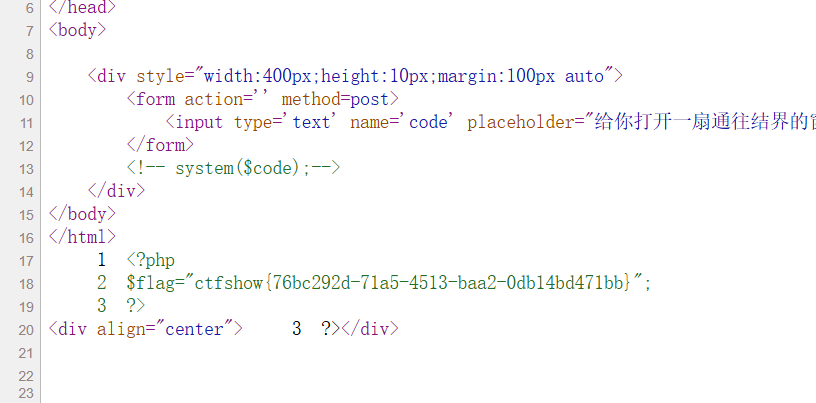 6 </head>
7 <body>
8
9 <div style="width:400px;height:10px;margin:100px auto">
10 <form action='' method=post>
11 <input type='text' name='code' placeholder="给你打开一扇通往结界的
12 </form>
13 <!-- system($code);-->
14 </div>
15 </body>
16 </html>
17 1 <?php
18 2 $flag="ctfshow{76bc292d-71a5-4513-baa2-0db14bd471bb}";
19 3 ?>
20 <div align="center"> 3 ?></div>
21
22
23